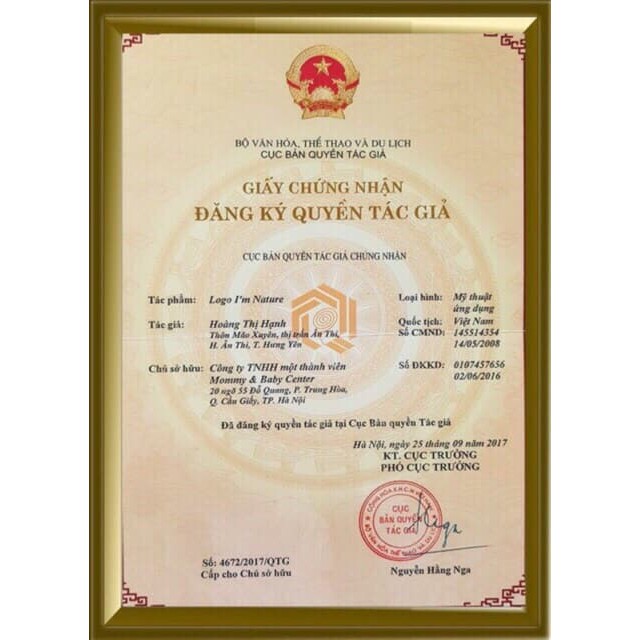 BỘ VĂN HÓA, THỂ THAO VÀ DU LỊCH
CỤC BẢN QUYỀN TÁC GIẢ
GIẤY CHỨNG NHẬN
ĐĂNG KÝ QUYỀN TÁC GIẢ
CỤC BẢN QUYỀN TÁC GIẢ CHỨNG NHẬN
Tác phẩm: Logo I'm Nature
Loại hình: Mỹ thuật
ứng dụng
Tác giả: Hoàng Thị Hạnh
Thôn Mão Xuyên, thị trấn Ân Thi,
H. Ân Thi, T. Hưng Yên
Quốc tịch: Việt Nam
Số CMND: 145514354
14/05/2008
Chủ sở hữu: Công ty TNHH một thành viên
Mommy & Baby Center
20 ngõ 55 Đỗ Quang, P. Trung Hòa,
Q. Cầu Giấy, TP. Hà Nội
Số ĐKKD: 0107457656
02/06/2016
Đã đăng ký quyền tác giả tại Cục Bản quyền Tác giả
Hà Nội, ngày 25 tháng 09 năm 2017
KT. CỤC TRƯỞNG
PHÓ CỤC TRƯỞNG
CỤC
BẢN QUYỀN
TÁC GIẢ
Số: 4672/2017/QTG
Cấp cho Chủ sở hữu
Nguyễn Hằng Nga